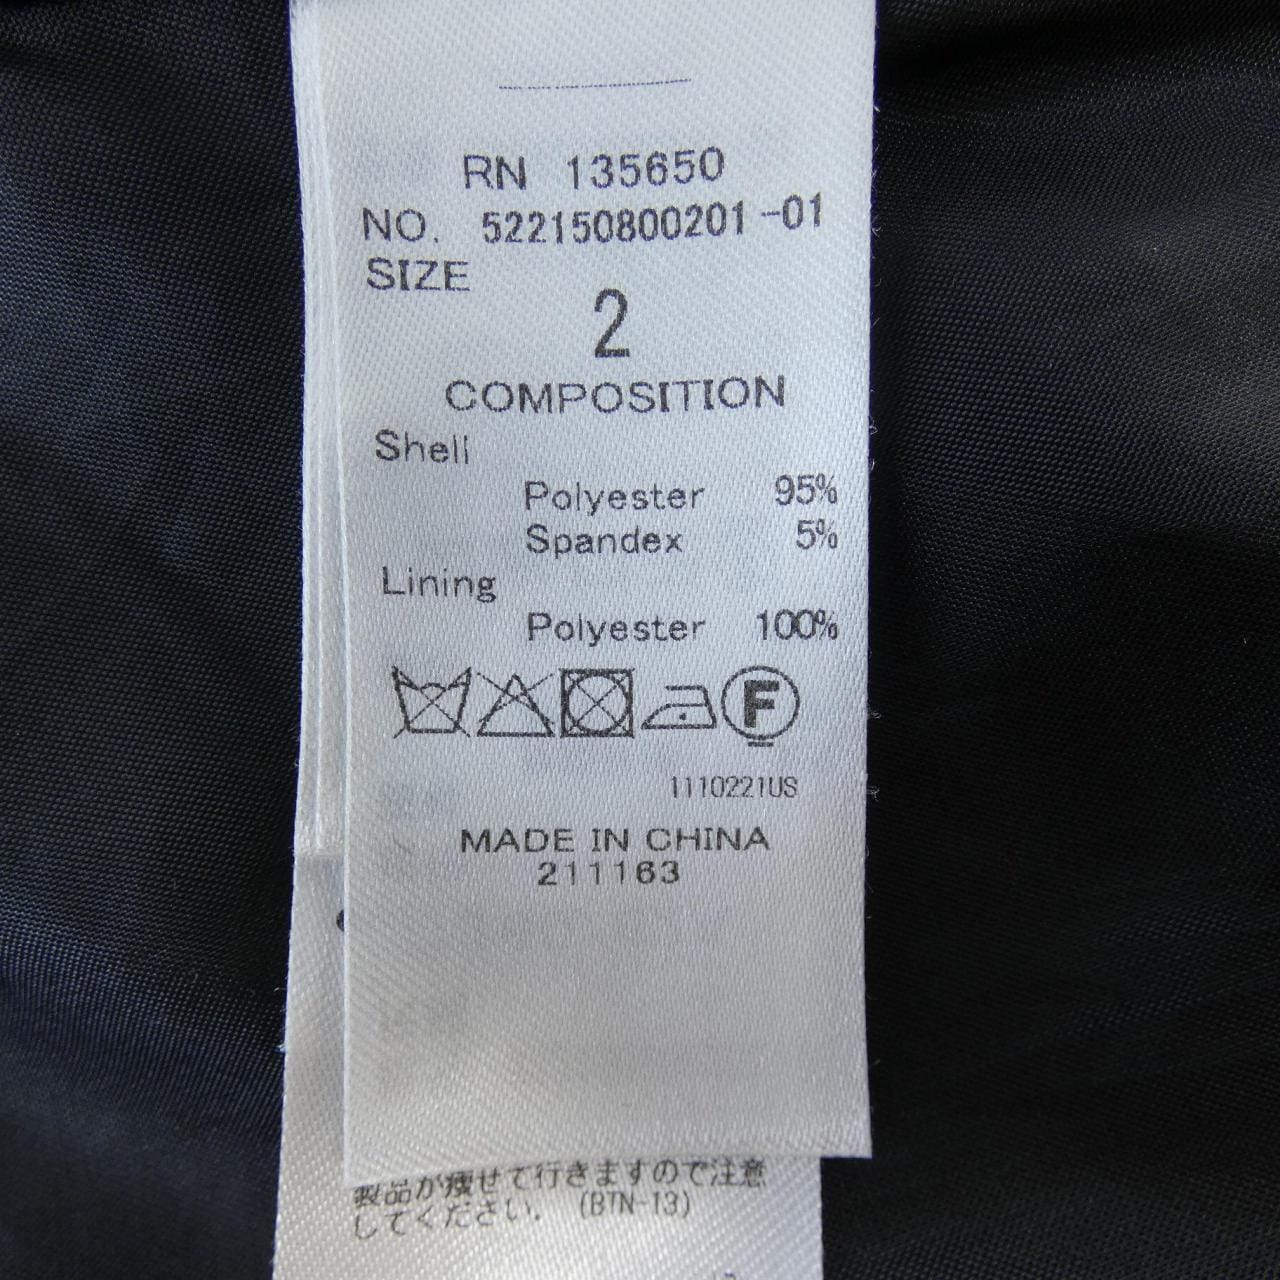 RN 135650
NO. 522150800201-01
SIZE
2
COMPOSITION
Shell
Polyester 95%
Spandex 5%
Lining
Polyester 100%
F
1110221US
MADE IN CHINA
211163
製品が痩せて行きますので注意
してください. (BTN-13)